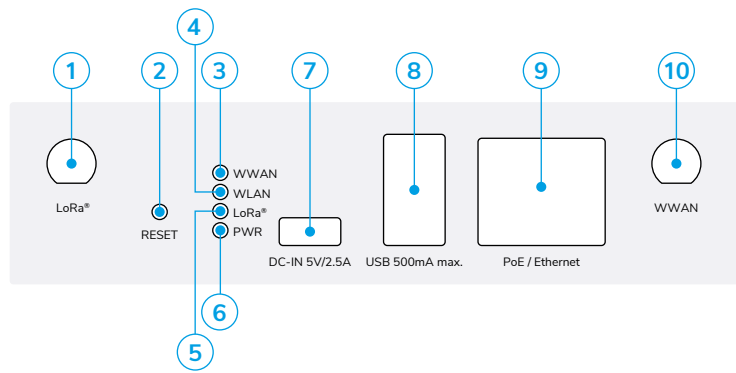 4
1
2
3
7
8
9
10
WWAN
WLAN
LoRa®
PWR
LoRa®
RESET
WWAN
DC-IN 5V/2.5A
USB 500mA max.
PoE / Ethernet
6
5